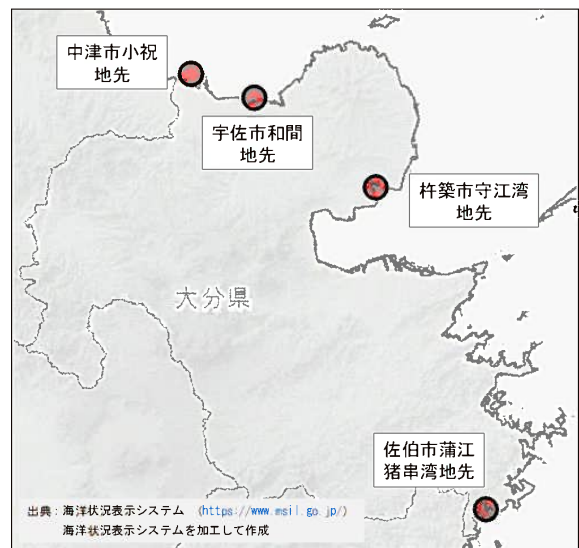 中津市小祝
地先
宇佐市和間
地先
杵築市守江湾
地先
大分県
佐伯市蒲江
猪串湾地先
出典：海洋状況表示システム （https://www.msil.go.jp/）
海洋状況表示システムを加工して作成